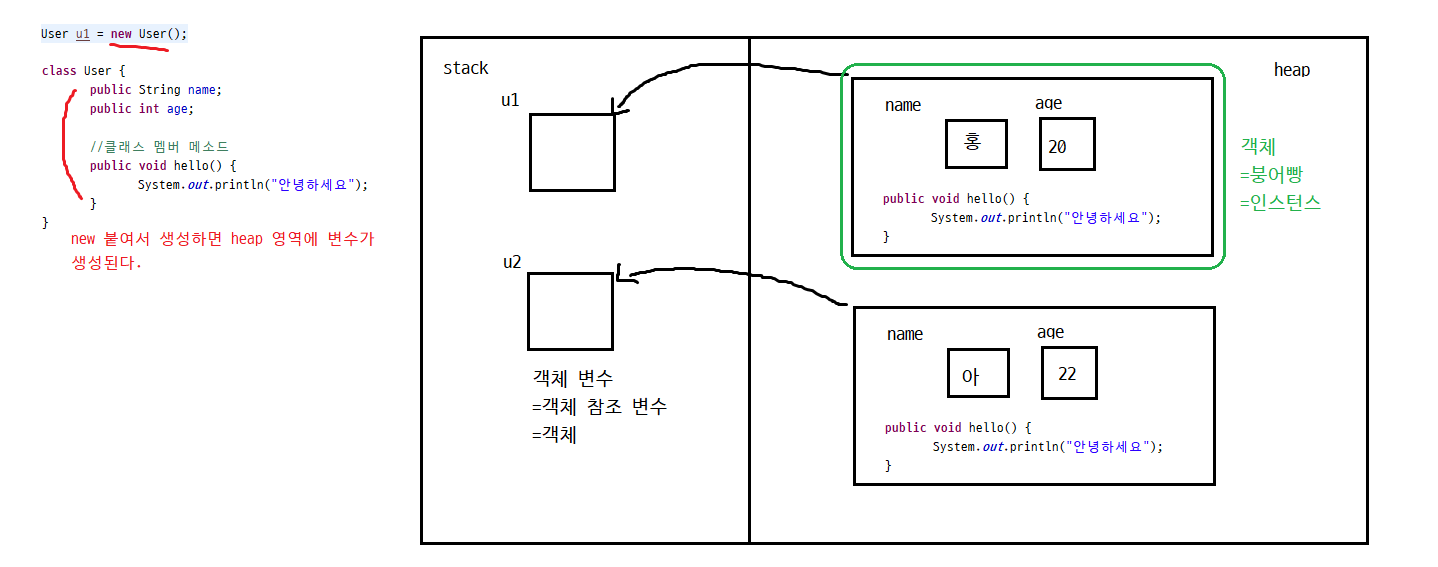 User u1 = new User();
class User {
public String name;
public int age;
//클래스 멤버 메소드
public void hello() {
System.out.println("안녕하세요");
}
}
new 붙여서 생성하면 heap 영역에 변수가
생성된다.
stack
u1
u2
객체 변수
=객체 참조 변수
=객체
heap
name
age
홍
20
public void hello() {
System.out.println("안녕하세요");
}
객체
=붕어빵
=인스턴스
name
age
아
22
public void hello() {
System.out.println("안녕하세요");
}